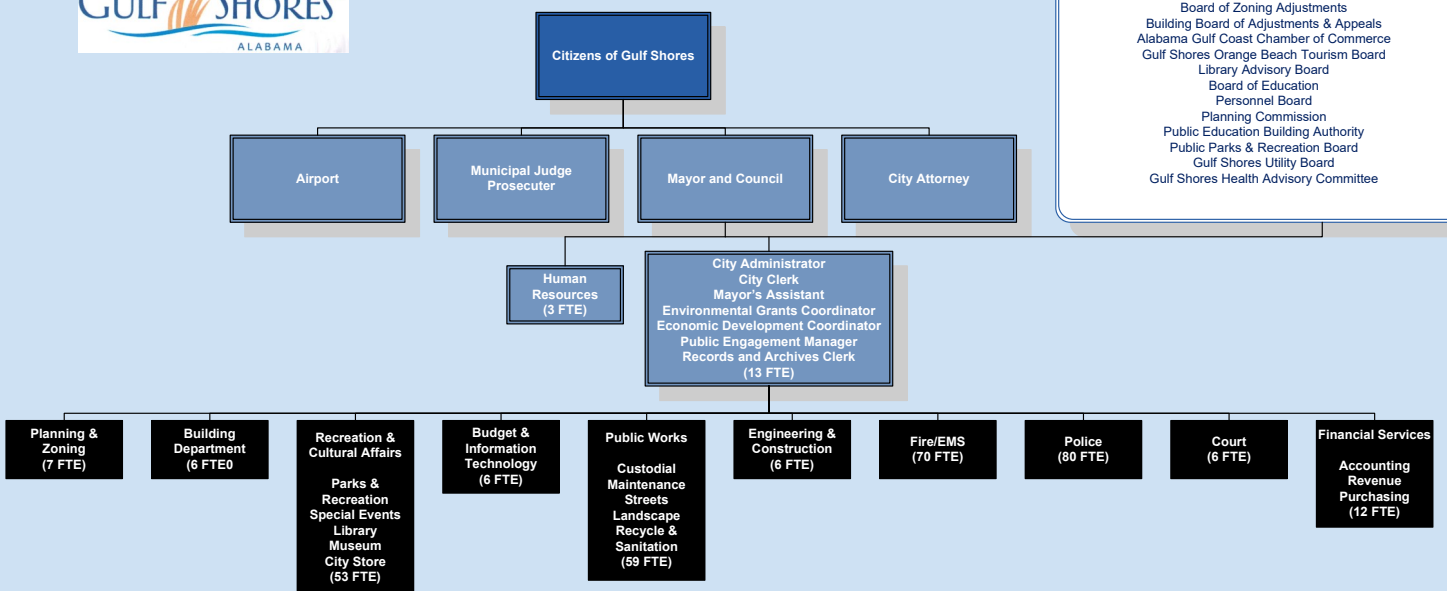 GULF SHORES
ALABAMA
Citizens of Gulf Shores
Board of Zoning Adjustments
Building Board of Adjustments & Appeals
Alabama Gulf Coast Chamber of Commerce
Gulf Shores Orange Beach Tourism Board
Library Advisory Board
Board of Education
Personnel Board
Planning Commission
Public Education Building Authority
Public Parks & Recreation Board
Gulf Shores Utility Board
Gulf Shores Health Advisory Committee
Airport
Municipal Judge
Prosecuter
Mayor and Council
City Attorney
Human
Resources
(3 FTE)
City Administrator
City Clerk
Mayor's Assistant
Environmental Grants Coordinator
Economic Development Coordinator
Public Engagement Manager
Records and Archives Clerk
(13 FTE)
Planning &
Zoning
(7 FTE)
Building
Department
(6 FTE0
Recreation &
Cultural Affairs
Parks &
Recreation
Special Events
Library
Museum
City Store
(53 FTE)
Budget &
Information
Technology
(6 FTE)
Public Works
Custodial
Maintenance
Streets
Landscape
Recycle &
Sanitation
(59 FTE)
Engineering &
Construction
(6 FTE)
Fire/EMS
(70 FTE)
Police
(80 FTE)
Court
(6 FTE)
Financial Services
Accounting
Revenue
Purchasing
(12 FTE)